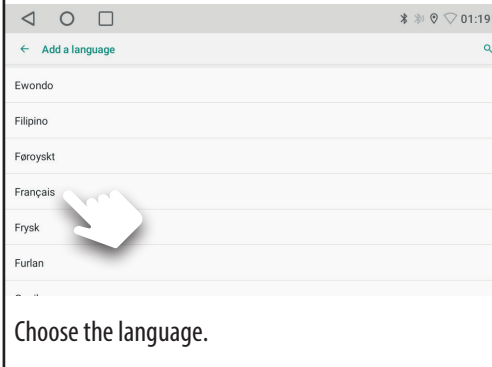 01:19
Add a language
Ewondo
Filipino
Føroyskt
Français
Frysk
Furlan
Choose the language.